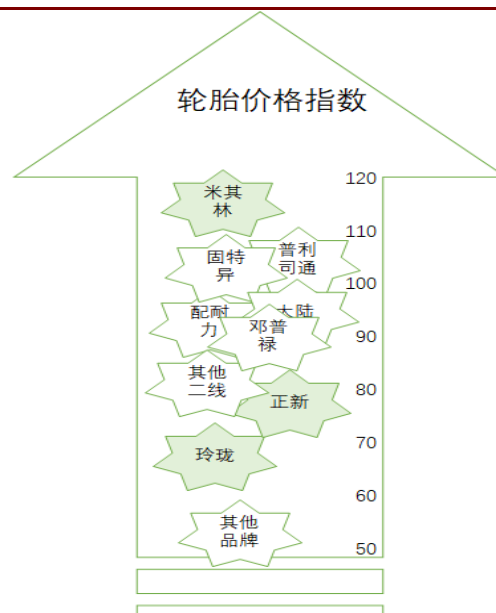 轮胎价格指数
120
米其
林
110
普利
司通
固特
异
100
配耐
力
大陆
邓普
禄
90
其他
二线
80
正新
70
玲珑
60
其他
品牌
50